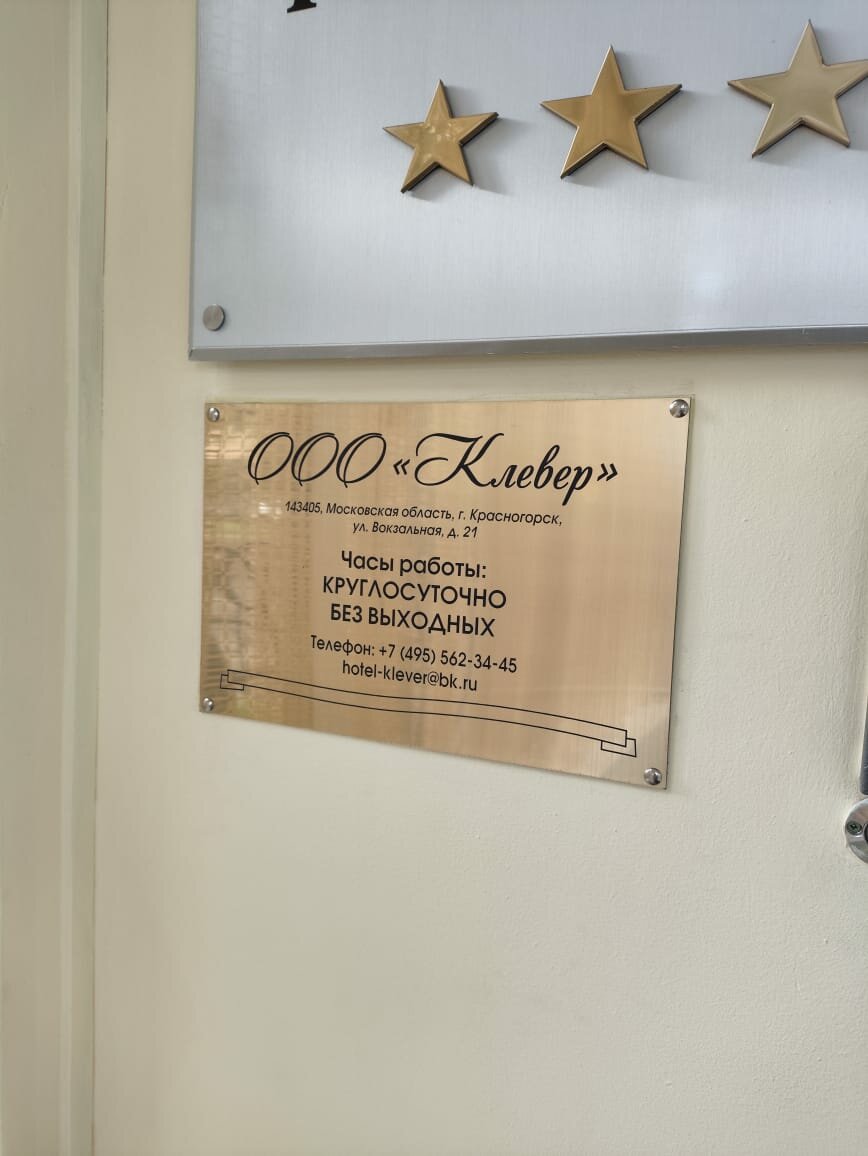 ООО «Клевер»
143405, Московская область, г. Красногорск,
ул. Вокзальная, д. 21
Часы работы:
КРУГЛОСУТОЧНО
БЕЗ ВЫХОДНЫХ
Телефон: +7 (495) 562-34-45
hotel-klever@bk.ru